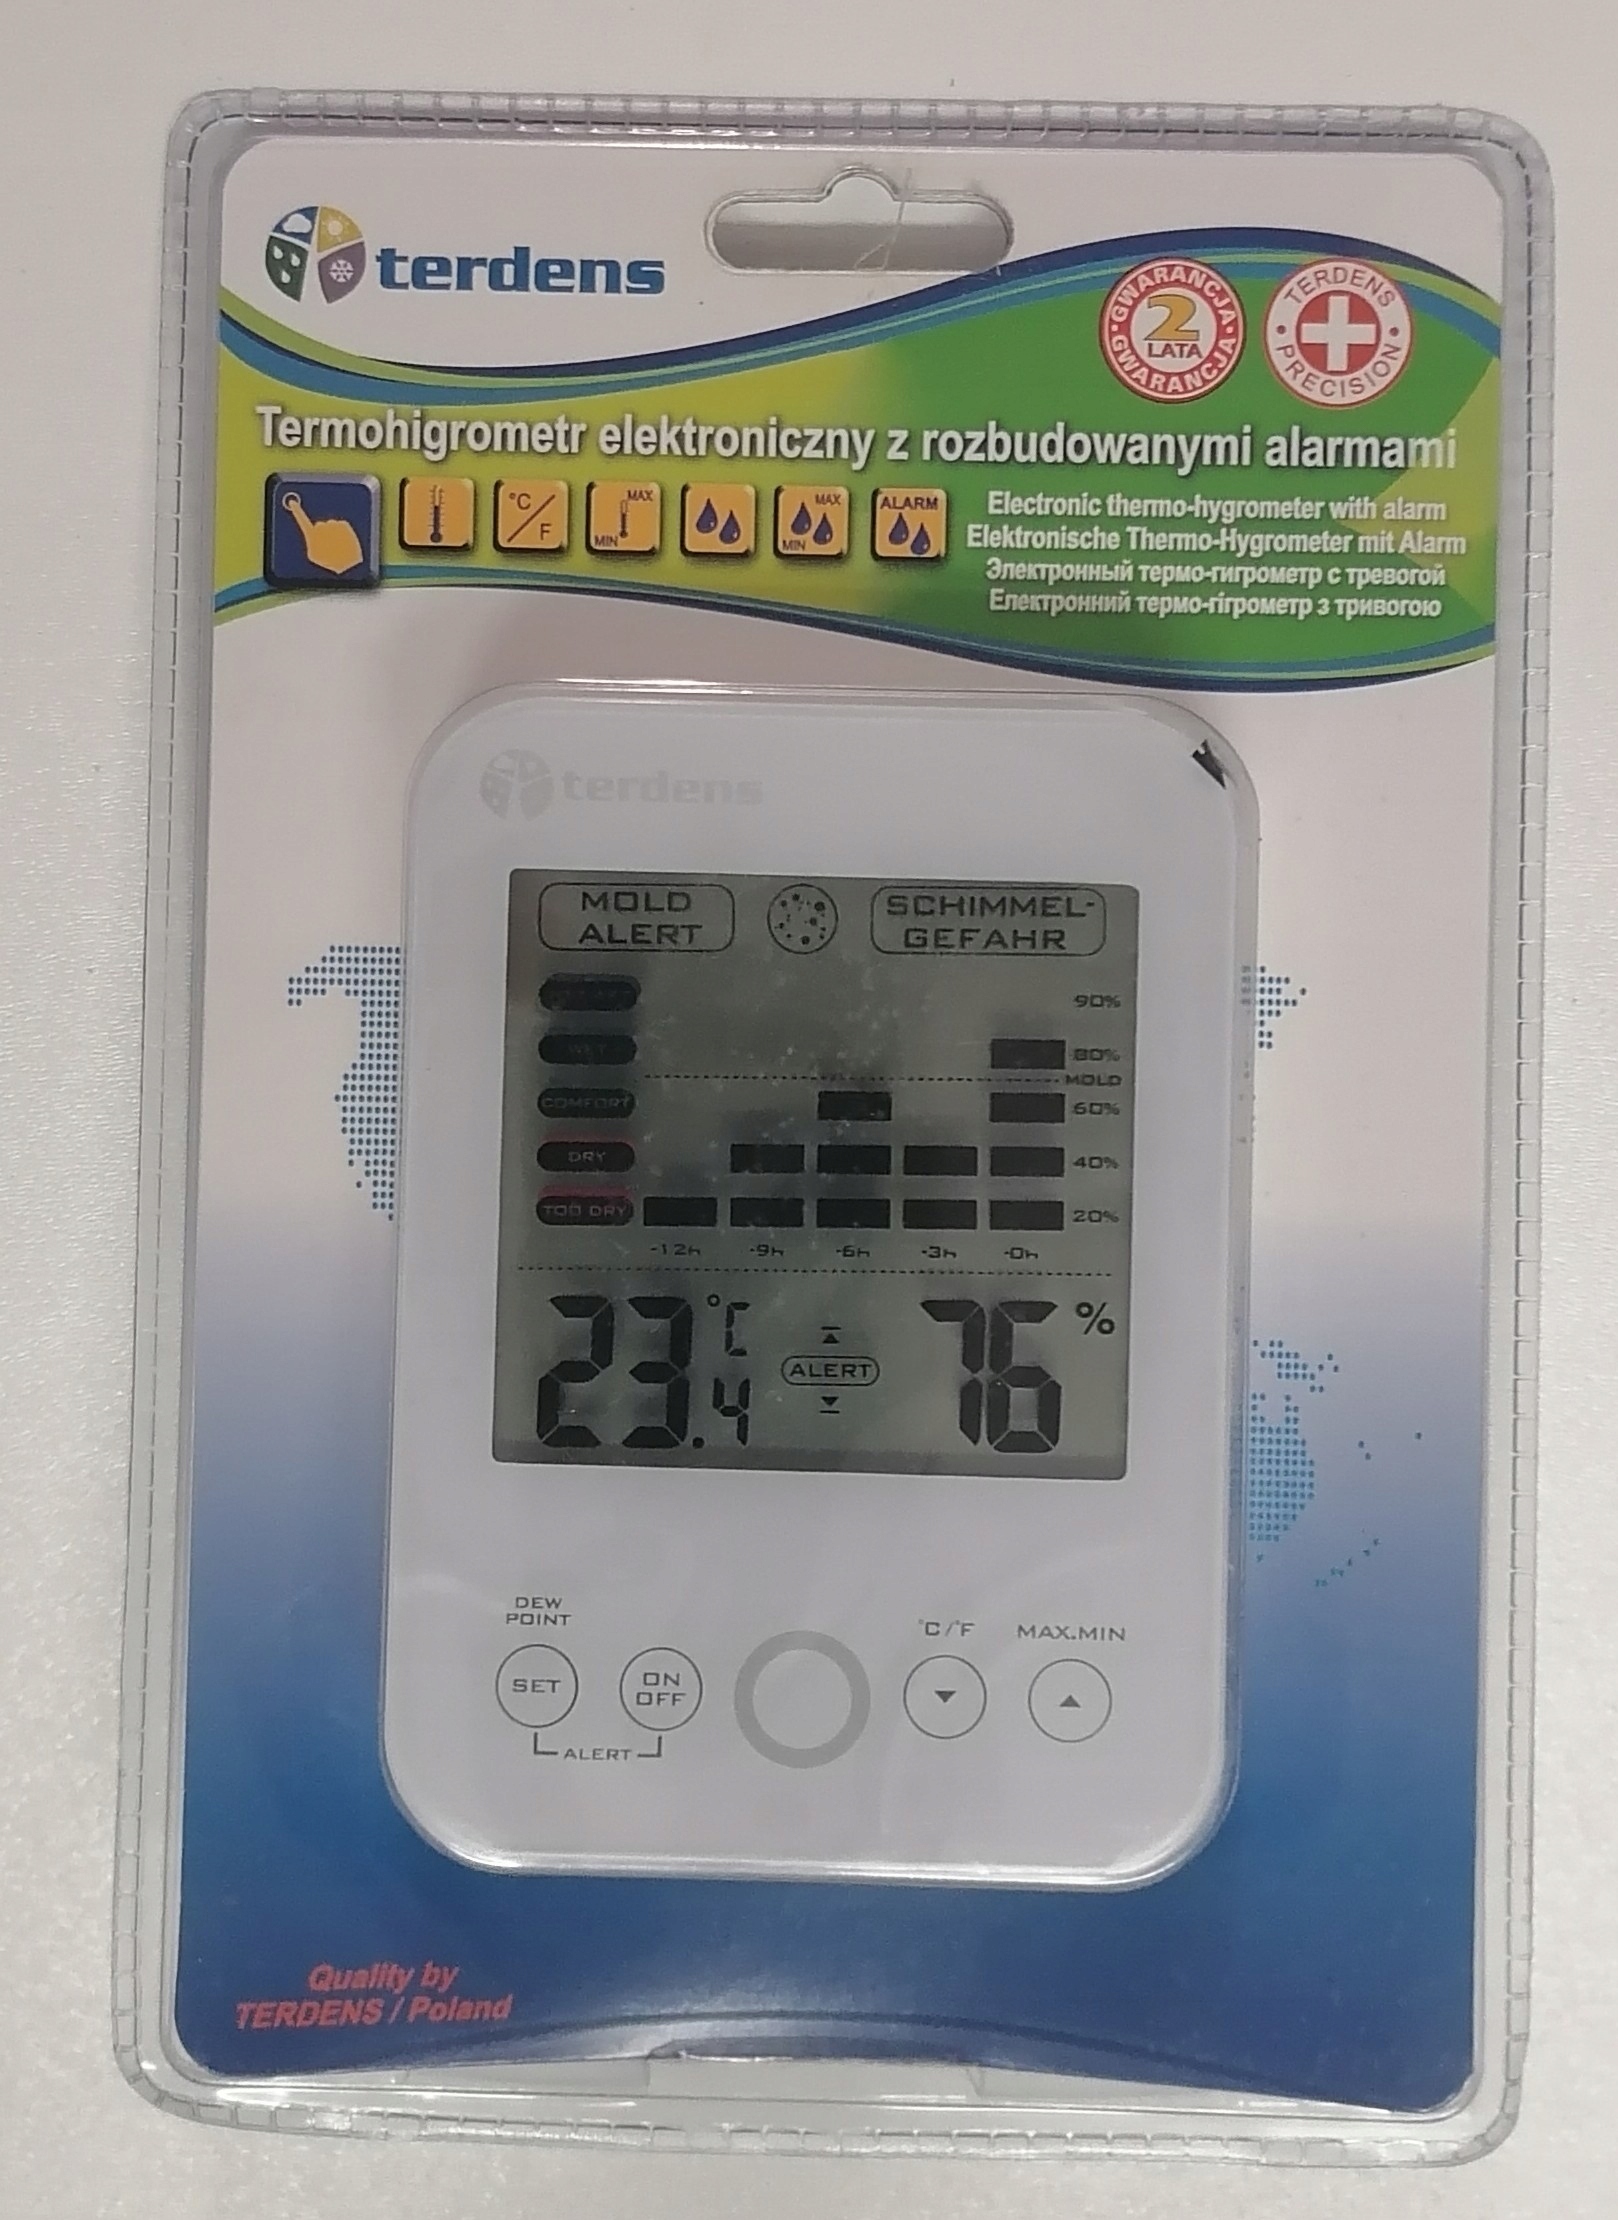 terdens
GWARANCJA
2
LATA
GWARANCJA
TERDENS
PRECISION
Termohigrometr elektroniczny z rozbudowanymi alarmami
°C/F
MAX
MIN
MAX
MIN
ALARM
Electronic thermo-hygrometer with alarm
Elektronische Thermo-Hygrometer mit Alarm
Электронный термо-гигрометр с тревогой
Електронний термо-гігрометр з тривогою
terdens
MOLD
ALERT
SCHIMMEL-
GEFAHR
90%
WET
80%
MOLD
COMFORT
60%
DRY
40%
TOO DRY
20%
-12h -9h -6h -3h -0h
23.4 °C
ALERT
76 %
DEW
POINT
°C/°F
MAX.MIN
SET
ON
OFF
ALERT
Quality by
TERDENS / Poland